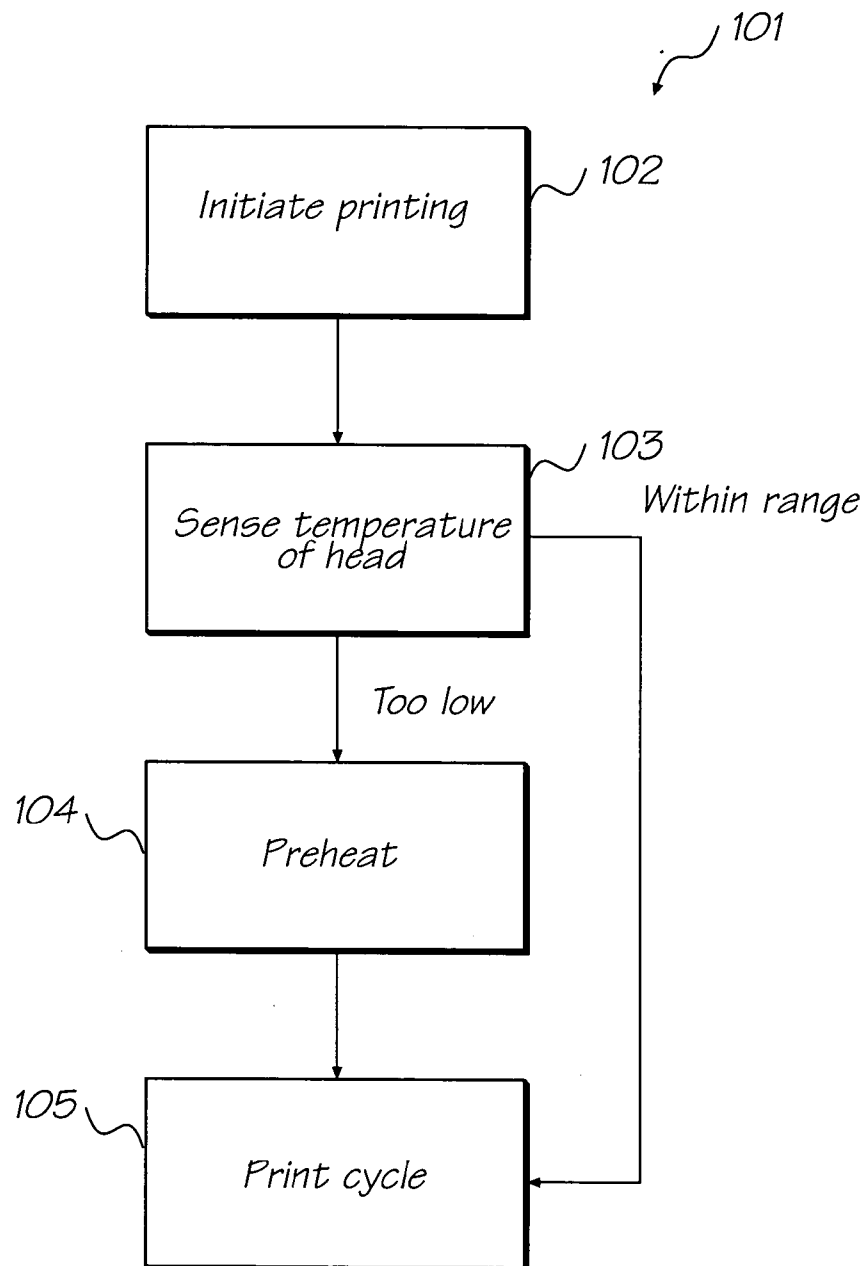 101
Initiate printing
102
103
Sense temperature
of head
Within range
Too low
104
Preheat
105
Print cycle